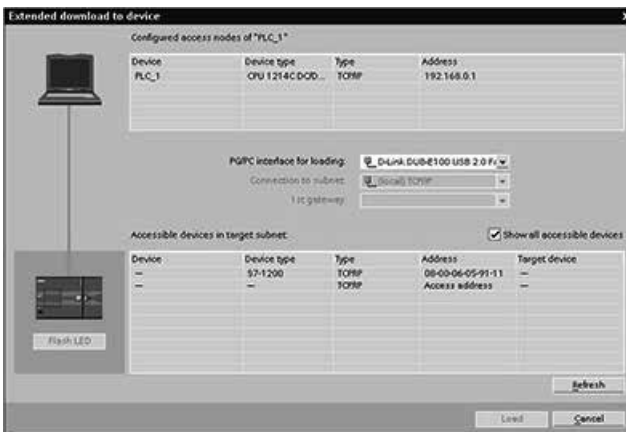 Extended download to device
Configured access nodes of "PLC_1"
Device Device type Type Address
PLC_1 CPU 1214C DC/D... TCP/IP 192.168.0.1
PG/PC interface for loading: D-Link DUB-E100 USB 2.0 Fa
Connection to subnet: (local) TCP/IP
1st gateway:
Accessible devices in target subnet: Show all accessible devices
Device Device type Type Address Target device
— S7-1200 TCP/IP 08-00-06-05-91-11 —
— — TCP/IP Access address —
Flash LED
Refresh
Load Cancel